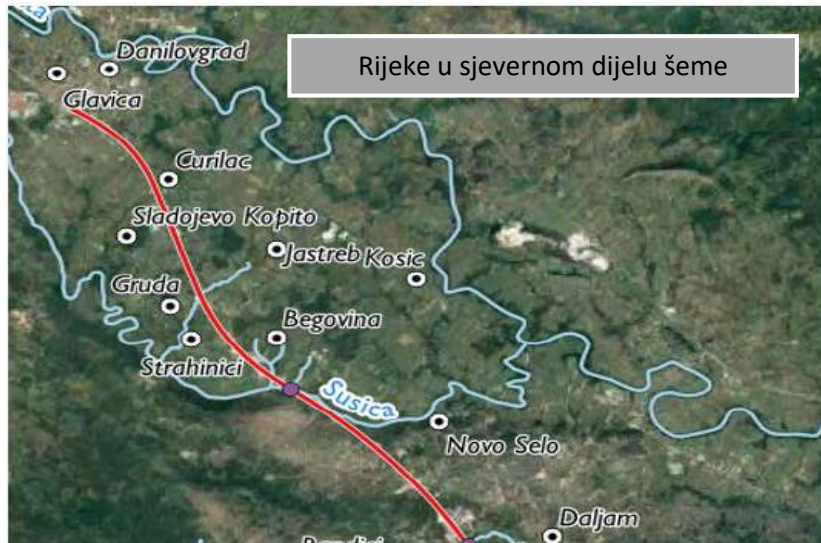 Rijeke u sjevernom dijelu šeme
Danilovgrad
Glavica
Curilac
Sladojevo Kopito
Jastreb
Kosic
Gruda
Begovina
Strahinici
Susica
Novo Selo
Daljam